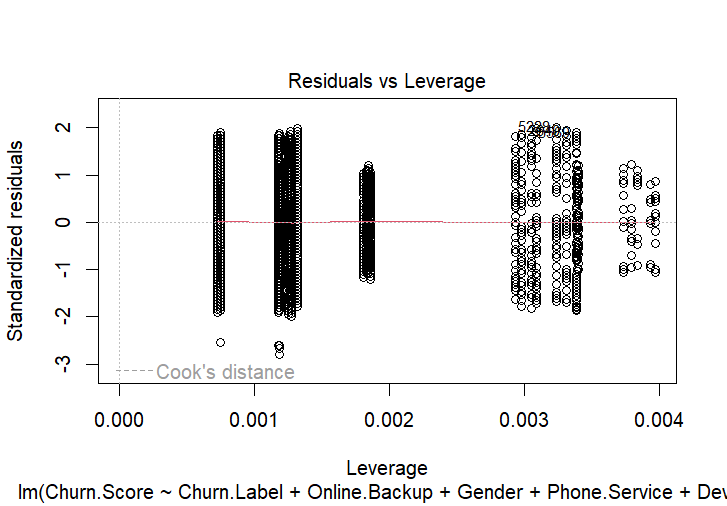 Residuals vs Leverage
Standardized residuals
2
1
0
-1
-2
-3
Cook's distance
0.000 0.001 0.002 0.003 0.004
Leverage
lm(Churn.Score ~ Churn.Label + Online.Backup + Gender + Phone.Service + Dev